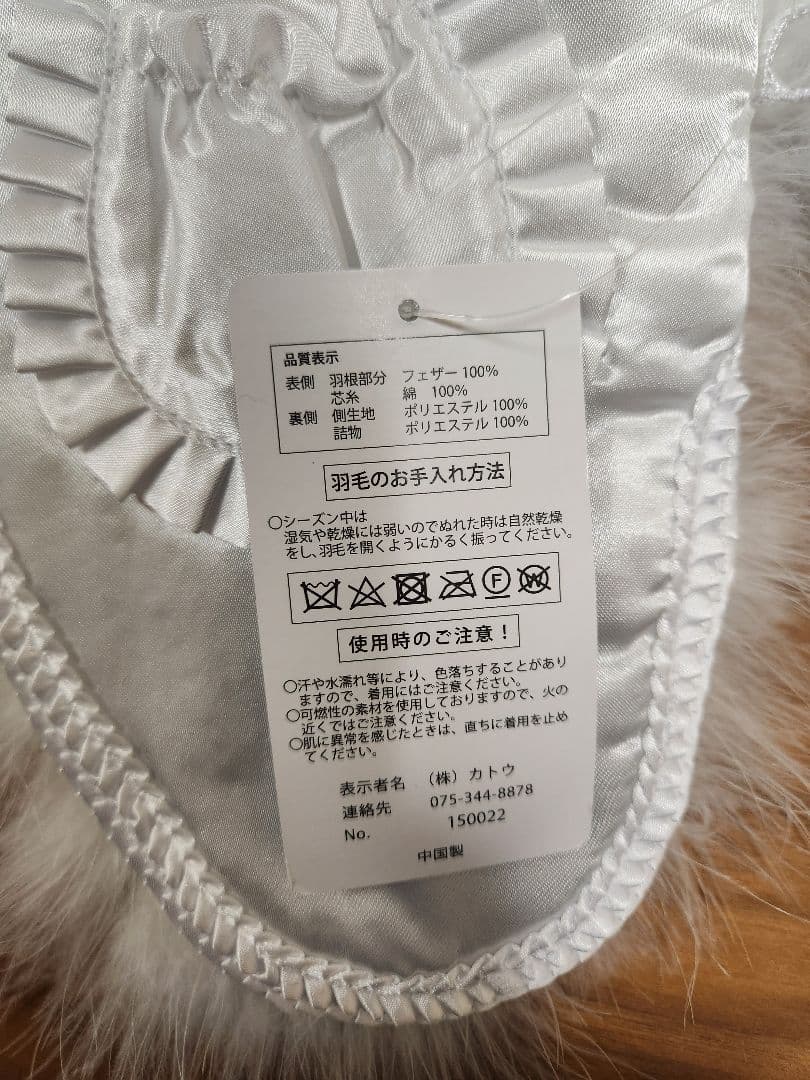 品質表示
表側 羽根部分 フェザー 100%
芯糸 綿 100%
裏側 側生地 ポリエステル 100%
詰物 ポリエステル 100%
羽毛のお手入れ方法
○シーズン中は
湿気や乾燥には弱いのでぬれた時は自然乾燥
をし、羽毛を開くようにかるく振ってください。
F W
使用時のご注意！
○汗や水濡れ等により、色落ちすることがあり
ますので、着用にはご注意ください。
○可燃性の素材を使用しておりますので、火の
近くではご注意ください。
○肌に異常を感じたときは、直ちに着用を止め
てください。
表示者名 （株）カトウ
連絡先 075-344-8878
No. 150022
中国製